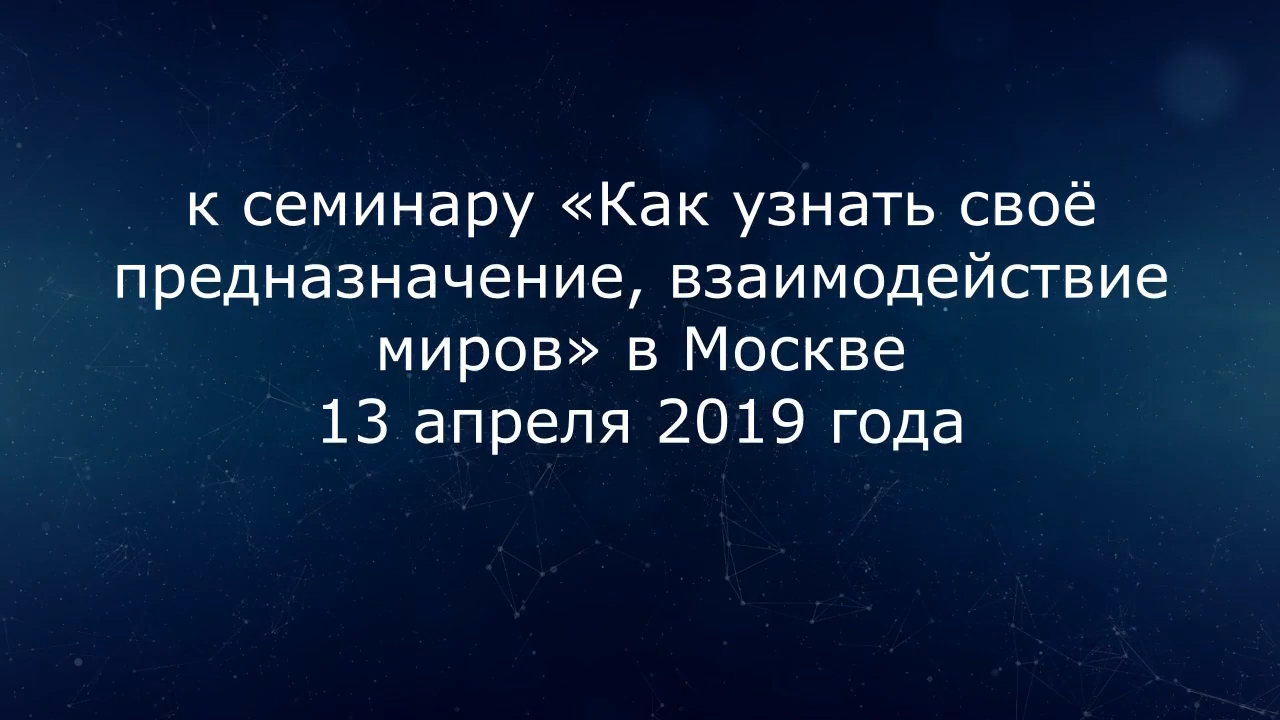 к семинару «Как узнать своё
предназначение, взаимодействие
миров» в Москве
13 апреля 2019 года